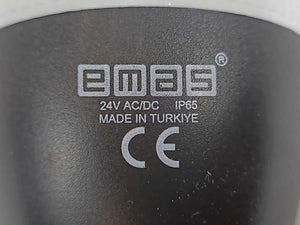 emas®
24V AC/DC IP65
MADE IN TURKIYE
CE